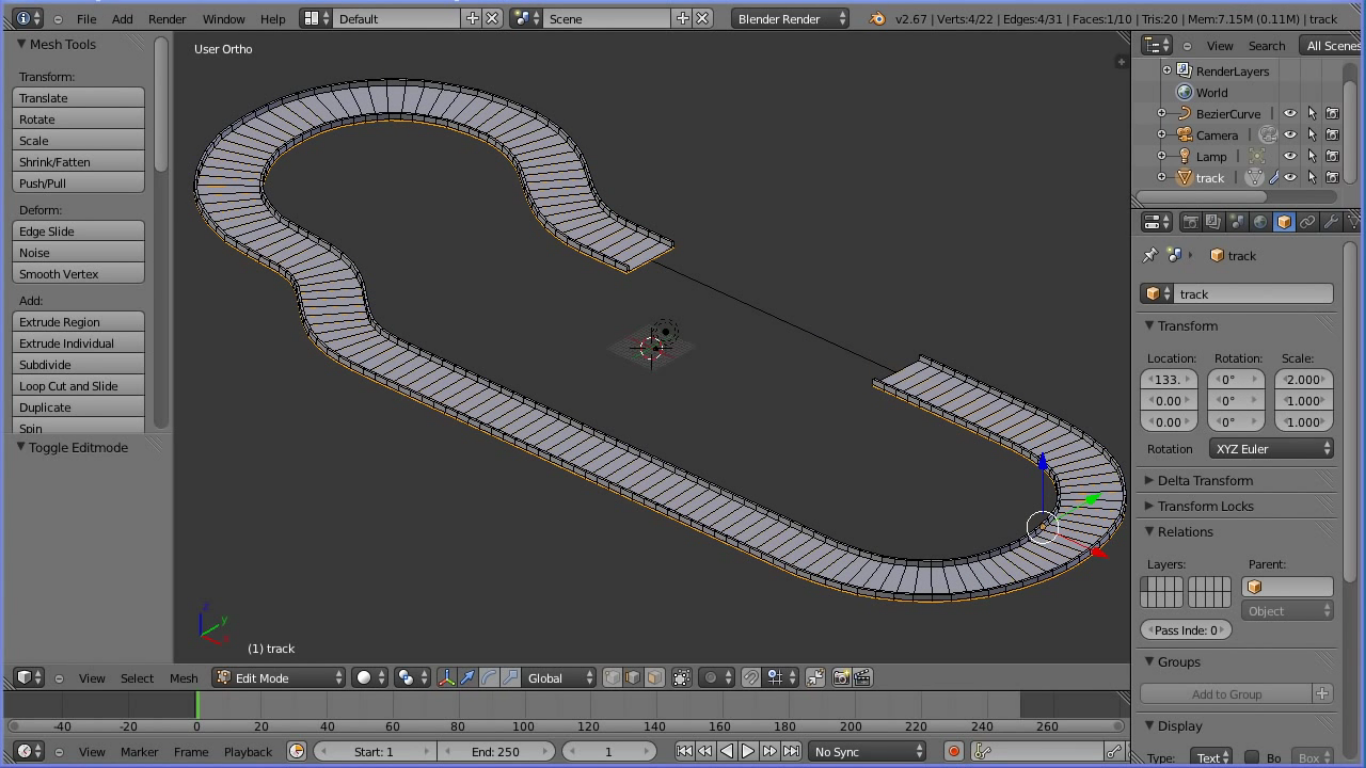 File Add Render Window Help Default Scene Blender Render v2.67 | Verts:4/22 | Edges:4/31 | Faces:1/10 | Tris:20 | Mem:7.15M (0.11M) | track
Mesh Tools
Transform:
Translate
Rotate
Scale
Shrink/Fatten
Push/Pull
Deform:
Edge Slide
Noise
Smooth Vertex
Add:
Extrude Region
Extrude Individual
Subdivide
Loop Cut and Slide
Duplicate
Spin
Toggle Editmode
User Ortho
z
y
x
(1) track
View Select Mesh Edit Mode Global
View Search All Scenes
RenderLayers
World
BezierCurve
Camera
Lamp
track
track
track
Transform
Location: Rotation: Scale:
133. 0° 2.000
0.00 0° 1.000
0.00 0° 1.000
Rotation XYZ Euler
Delta Transform
Transform Locks
Relations
Layers: Parent:
Object
Pass Inde: 0
Groups
Add to Group
Display
Type: Text Bo Box
-40 -20 0 20 40 60 80 100 120 140 160 180 200 220 240 260
View Marker Frame Playback Start: 1 End: 250 1 No Sync